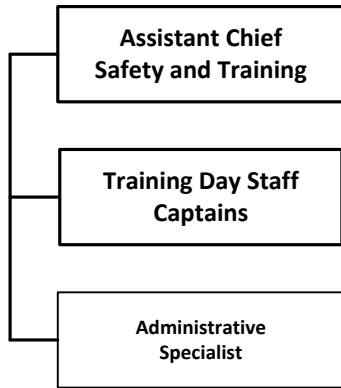 Assistant Chief
Safety and Training
Training Day Staff
Captains
Administrative
Specialist